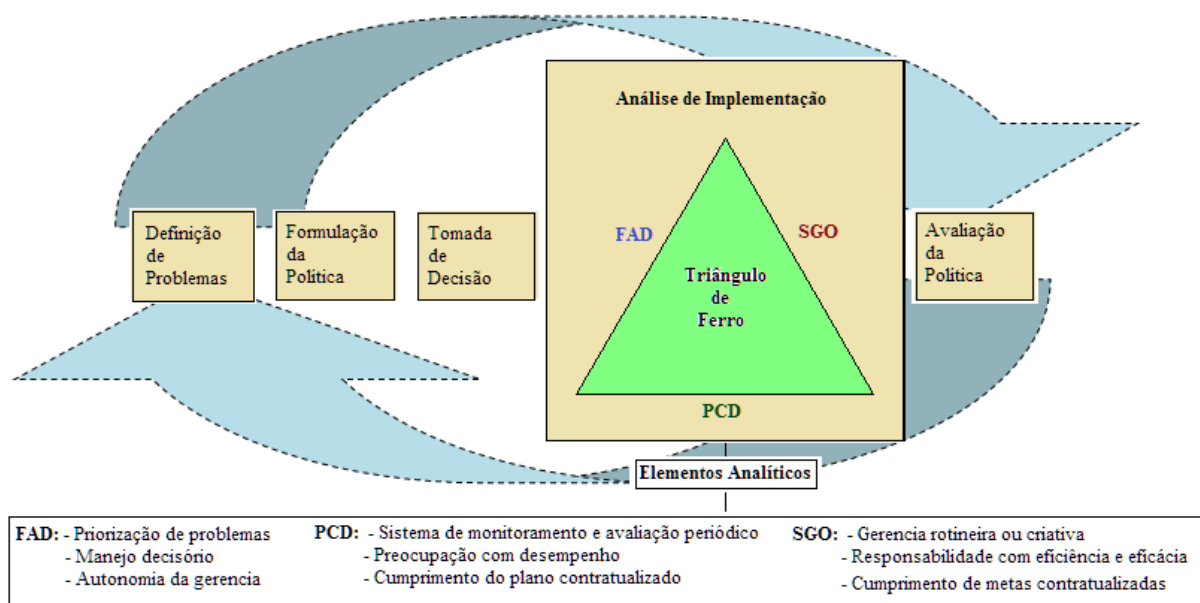 Análise de Implementação
FAD
SGO
Triângulo
de
Ferro
PCD
Definição
de
Problemas
Formulação
da
Política
Tomada
de
Decisão
Avaliação
da
Política
Elementos Analíticos
FAD: - Priorização de problemas
- Manejo decisório
- Autonomia da gerencia
PCD: - Sistema de monitoramento e avaliação periódico
- Preocupação com desempenho
- Cumprimento do plano contratualizado
SGO: - Gerencia rotineira ou criativa
- Responsabilidade com eficiência e eficácia
- Cumprimento de metas contratualizadas